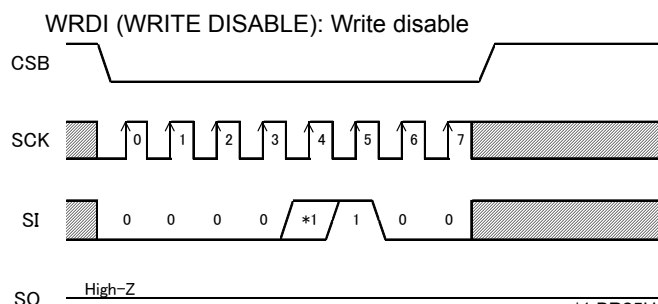 WRDI (WRITE DISABLE): Write disable
CSB
SCK 0 1 2 3 4 5 6 7
SI 0 0 0 0 *1 1 0 0
High-Z
SO